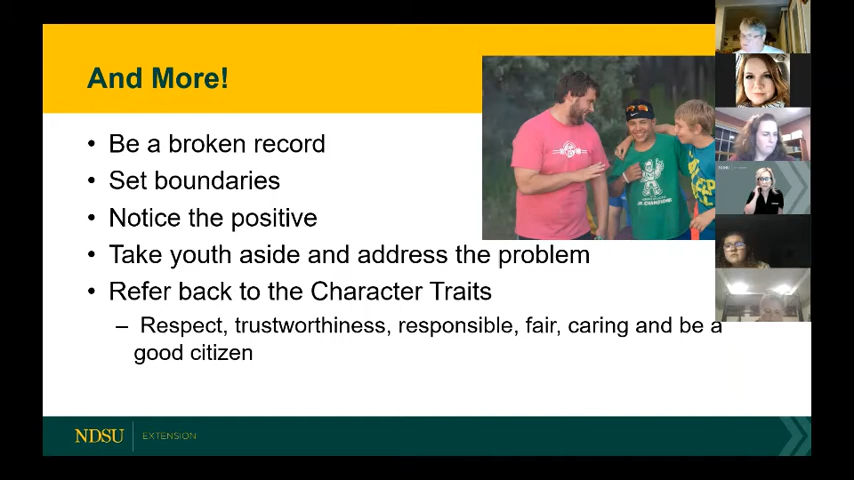 And More!
• Be a broken record
• Set boundaries
• Notice the positive
• Take youth aside and address the problem
• Refer back to the Character Traits
– Respect, trustworthiness, responsible, fair, caring and be a
good citizen
NDSU EXTENSION
NDSU